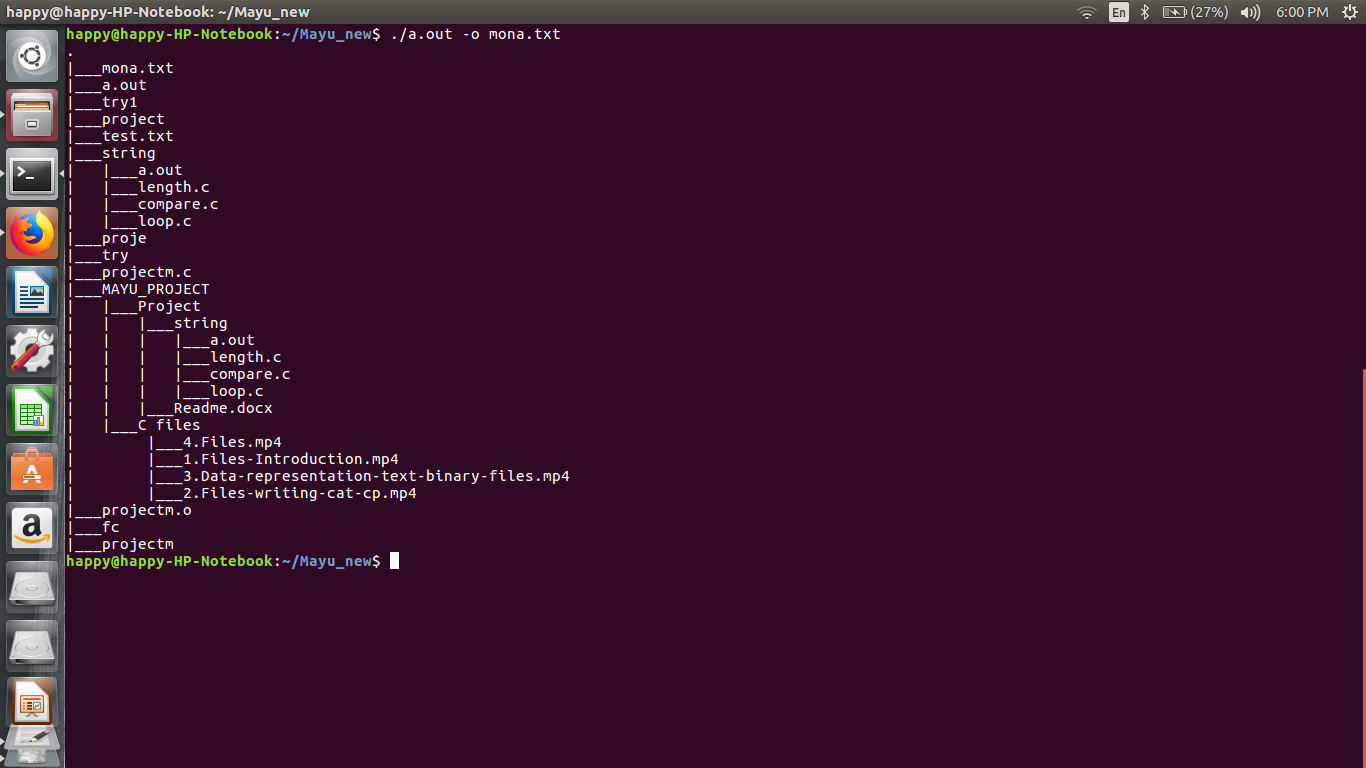 happy@happy-HP-Notebook: ~/Mayu_new En (27%) 6:00 PM
happy@happy-HP-Notebook:~/Mayu_new$ ./a.out -o mona.txt
.
|___mona.txt
|___a.out
|___try1
|___project
|___test.txt
|___string
|   |___a.out
|   |___length.c
|   |___compare.c
|   |___loop.c
|___proje
|___try
|___projectm.c
|___MAYU_PROJECT
|   |___Project
|   |   |___string
|   |   |   |___a.out
|   |   |   |___length.c
|   |   |   |___compare.c
|   |   |   |___loop.c
|   |   |___Readme.docx
|   |___C files
|        |___4.Files.mp4
|        |___1.Files-Introduction.mp4
|        |___3.Data-representation-text-binary-files.mp4
|        |___2.Files-writing-cat-cp.mp4
|___projectm.o
|___fc
|___projectm
happy@happy-HP-Notebook:~/Mayu_new$